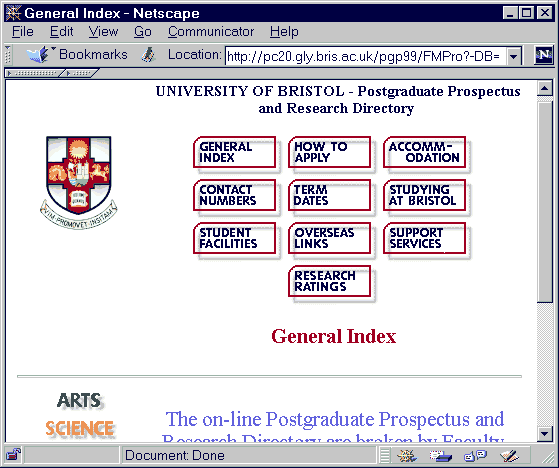 General Index - Netscape
File Edit View Go Communicator Help
Bookmarks Location: http://pc20.gly.bris.ac.uk/pgp99/FMPro?-DB=
N
UNIVERSITY OF BRISTOL - Postgraduate Prospectus
and Research Directory
GENERAL
INDEX
HOW TO
APPLY
ACCOMM-
ODATION
CONTACT
NUMBERS
TERM
DATES
STUDYING
AT BRISTOL
STUDENT
FACILITIES
OVERSEAS
LINKS
SUPPORT
SERVICES
RESEARCH
RATINGS
VIM PROMOVET INSITAM
General Index
ARTS
SCIENCE
The on-line Postgraduate Prospectus and
Research Directory are broken by Faculty
Document: Done